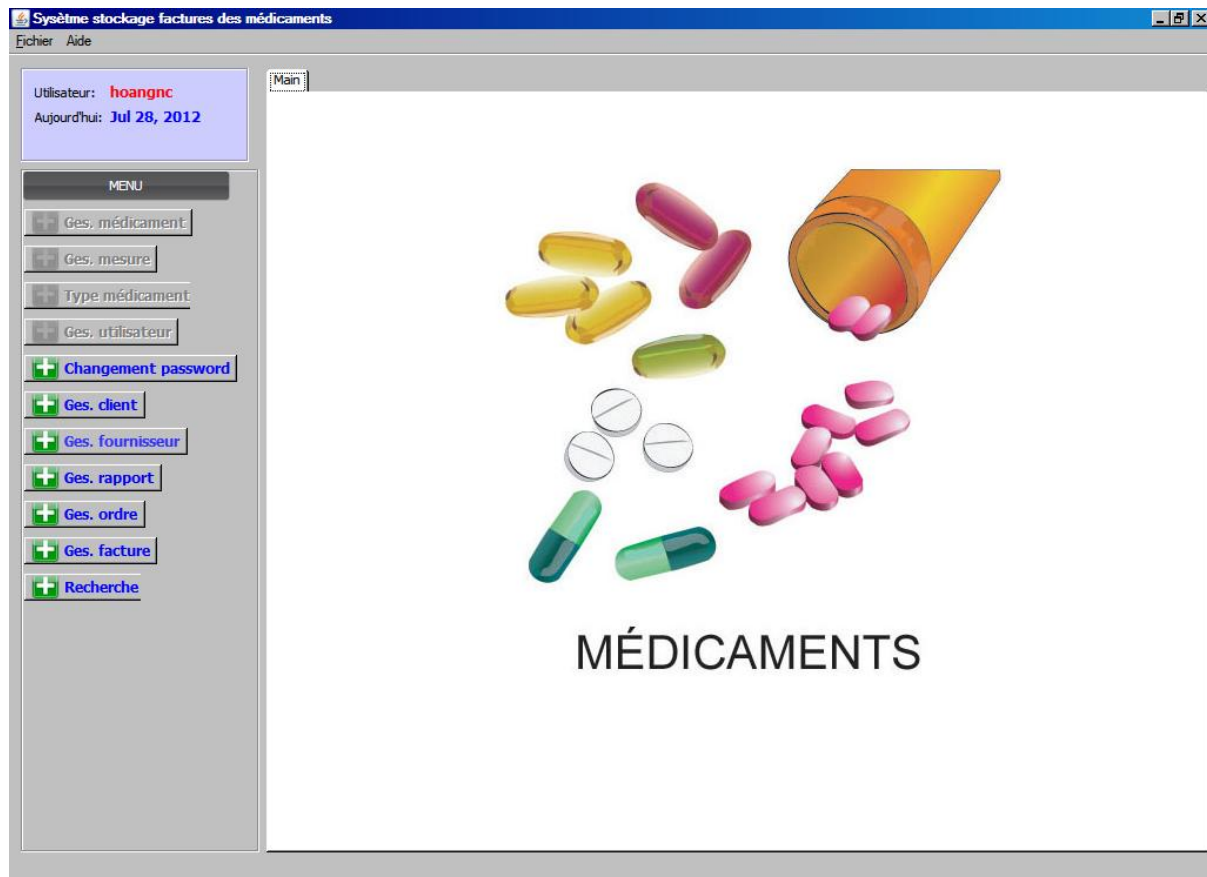 Sysètme stockage factures des médicaments
Fichier Aide
Utilisateur: hoangnc
Aujourd'hui: Jul 28, 2012
Main
MENU
Ges. médicament
Ges. mesure
Type médicament
Ges. utilisateur
Changement password
Ges. client
Ges. fournisseur
Ges. rapport
Ges. ordre
Ges. facture
Recherche
MÉDICAMENTS